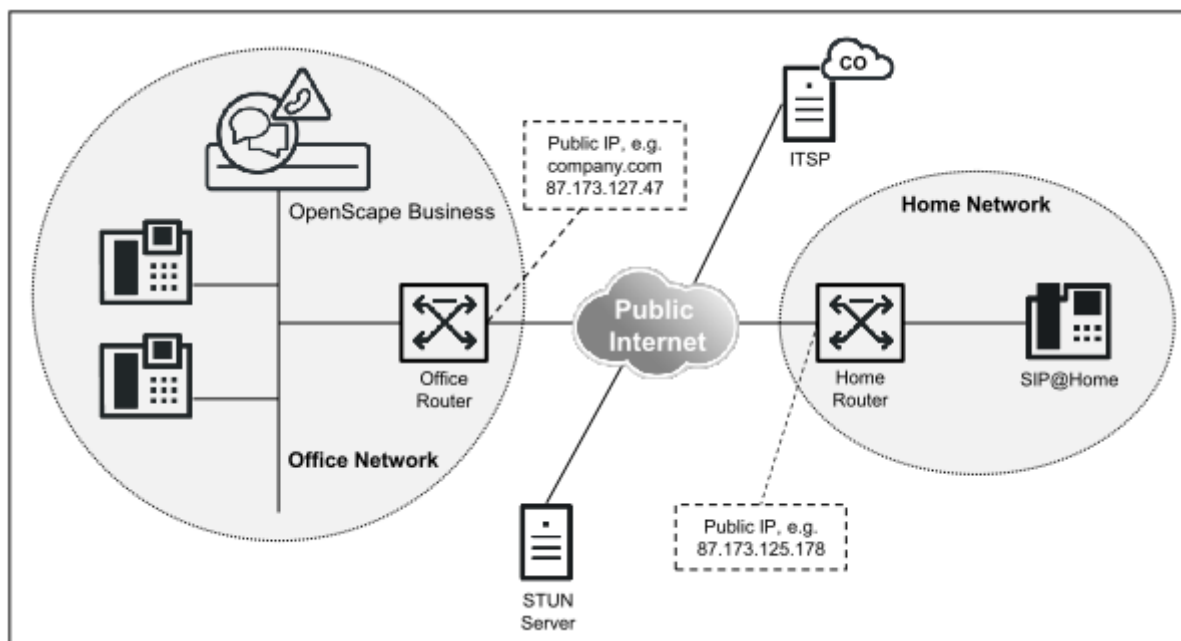 CO
ITSP
Public IP, e.g.
company.com
87.173.127.47
OpenScape Business
Home Network
Public
Internet
Office
Router
Home
Router
SIP@Home
Office Network
Public IP, e.g.
87.173.125.178
STUN
Server